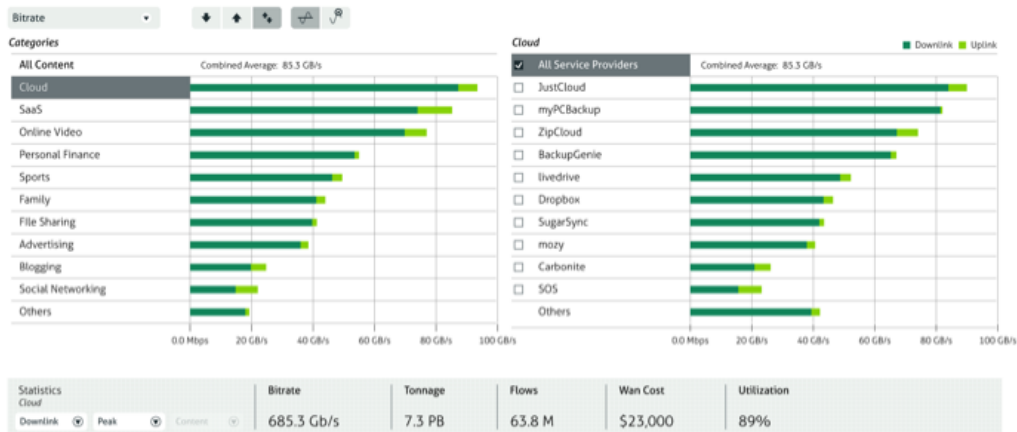 Bitrate
Categories
All Content Combined Average: 85.3 GB/s
Cloud
SaaS
Online Video
Personal Finance
Sports
Family
FIle Sharing
Advertising
Blogging
Social Networking
Others
0.0 Mbps 20 GB/s 40 GB/s 60 GB/s 80 GB/s 100 GB/s
Cloud
Downlink Uplink
All Service Providers Combined Average: 85.3 GB/s
JustCloud
myPCBackup
ZipCloud
BackupGenie
livedrive
Dropbox
SugarSync
mozy
Carbonite
SOS
Others
0.0 Mbps 20 GB/s 40 GB/s 60 GB/s 80 GB/s 100 GB/s
Statistics
Cloud
Downlink Peak Content
Bitrate
685.3 Gb/s
Tonnage
7.3 PB
Flows
63.8 M
Wan Cost
$23,000
Utilization
89%